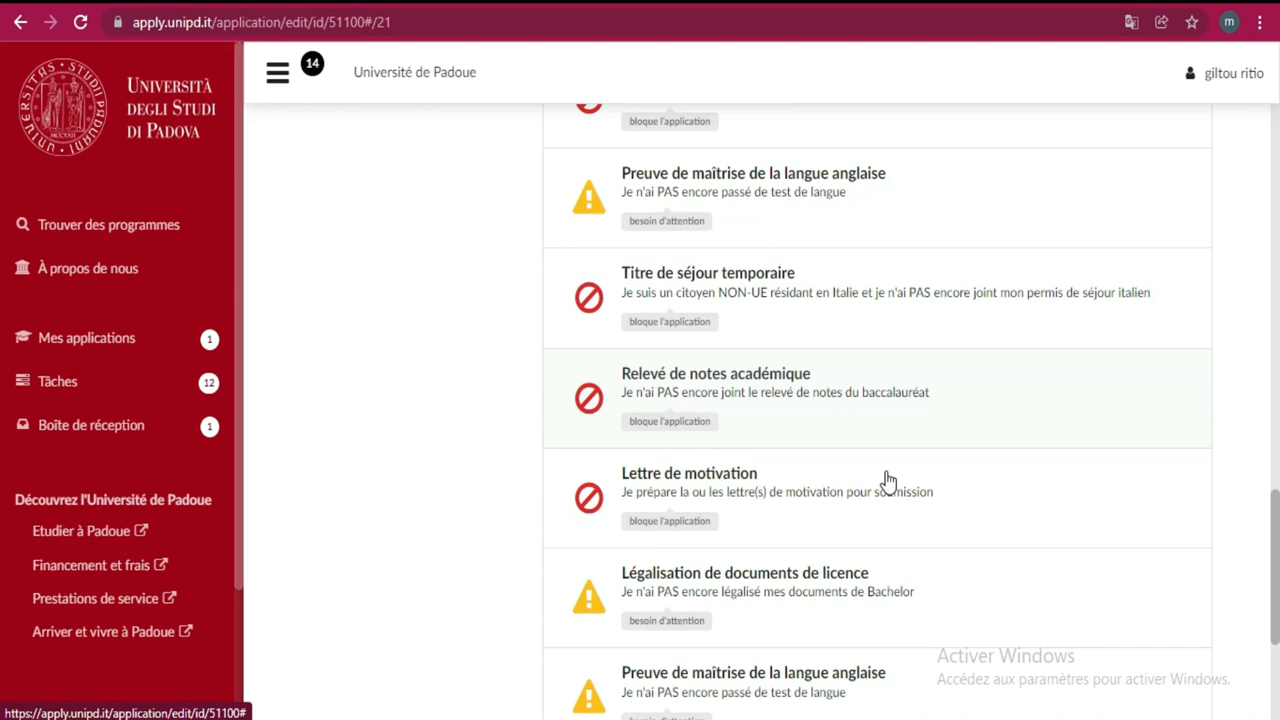 apply.unipd.it/application/edit/id/51100#/21
m
UNIVERSITÀ
DEGLI STUDI
DI PADOVA
14
Université de Padoue
giltou ritio
Trouver des programmes
À propos de nous
Mes applications 1
Tâches 12
Boîte de réception 1
Découvrez l'Université de Padoue
Etudier à Padoue
Financement et frais
Prestations de service
Arriver et vivre à Padoue
bloque l'application
Preuve de maîtrise de la langue anglaise
Je n'ai PAS encore passé de test de langue
besoin d'attention
Titre de séjour temporaire
Je suis un citoyen NON-UE résidant en Italie et je n'ai PAS encore joint mon permis de séjour italien
bloque l'application
Relevé de notes académique
Je n'ai PAS encore joint le relevé de notes du baccalauréat
bloque l'application
Lettre de motivation
Je prépare la ou les lettre(s) de motivation pour soumission
bloque l'application
Légalisation de documents de licence
Je n'ai PAS encore légalisé mes documents de Bachelor
besoin d'attention
Preuve de maîtrise de la langue anglaise
Je n'ai PAS encore passé de test de langue
Activer Windows
Accédez aux paramètres pour activer Windows.
https://apply.unipd.it/application/edit/id/51100#